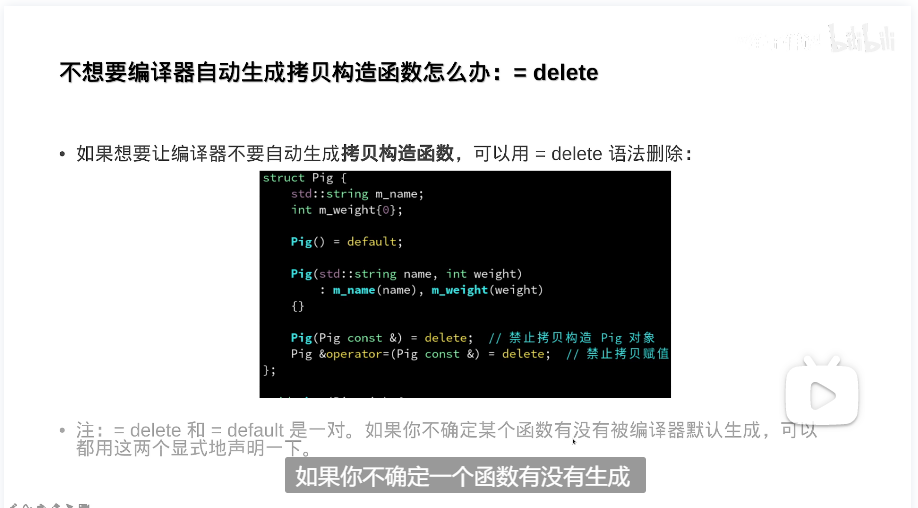 bilibili
不想要编译器自动生成拷贝构造函数怎么办：= delete
• 如果想要让编译器不要自动生成拷贝构造函数，可以用 = delete 语法删除：
struct Pig {
    std::string m_name;
    int m_weight{0};
    Pig() = default;
    Pig(std::string name, int weight)
        : m_name(name), m_weight(weight)
    {}
    Pig(Pig const &) = delete;  // 禁止拷贝构造 Pig 对象
    Pig &operator=(Pig const &) = delete;  // 禁止拷贝赋值
};
• 注：= delete 和 = default 是一对。如果你不确定某个函数有没有被编译器默认生成，可以
都用这两个显式地声明一下。
如果你不确定一个函数有没有生成